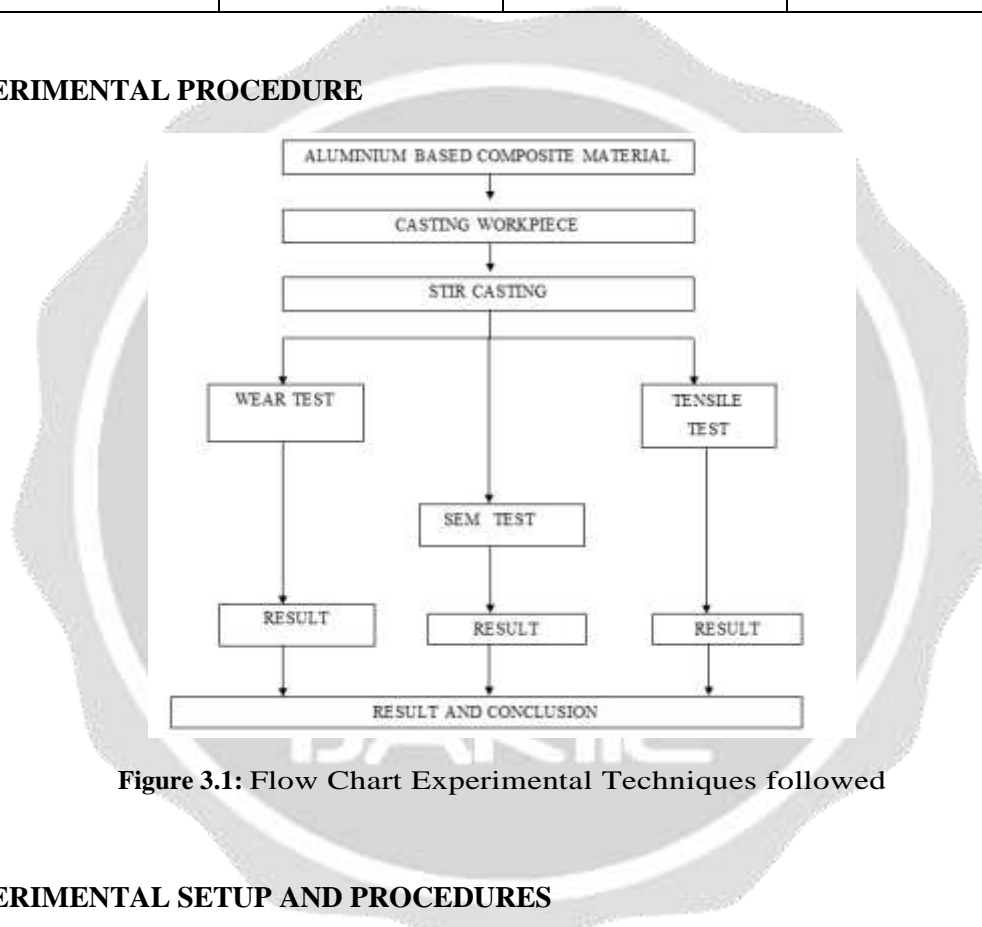 ERIMENTAL PROCEDURE
ALUMINIUM BASED COMPOSITE MATERIAL
CASTING WORKPIECE
STIR CASTING
WEAR TEST
TENSILE
TEST
SEM TEST
RESULT
RESULT
RESULT
RESULT AND CONCLUSION
Figure 3.1: Flow Chart Experimental Techniques followed
ERIMENTAL SETUP AND PROCEDURES